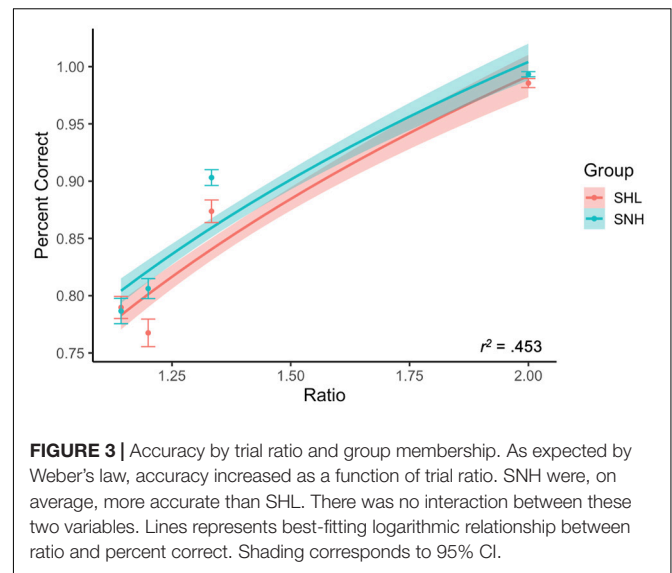 1.00
0.95
0.90
0.85
0.80
0.75
Percent Correct
1.25
1.50
1.75
2.00
Ratio
r² = .453
Group
SHL
SNH
FIGURE 3 | Accuracy by trial ratio and group membership. As expected by
Weber's law, accuracy increased as a function of trial ratio. SNH were, on
average, more accurate than SHL. There was no interaction between these
two variables. Lines represents best-fitting logarithmic relationship between
ratio and percent correct. Shading corresponds to 95% CI.